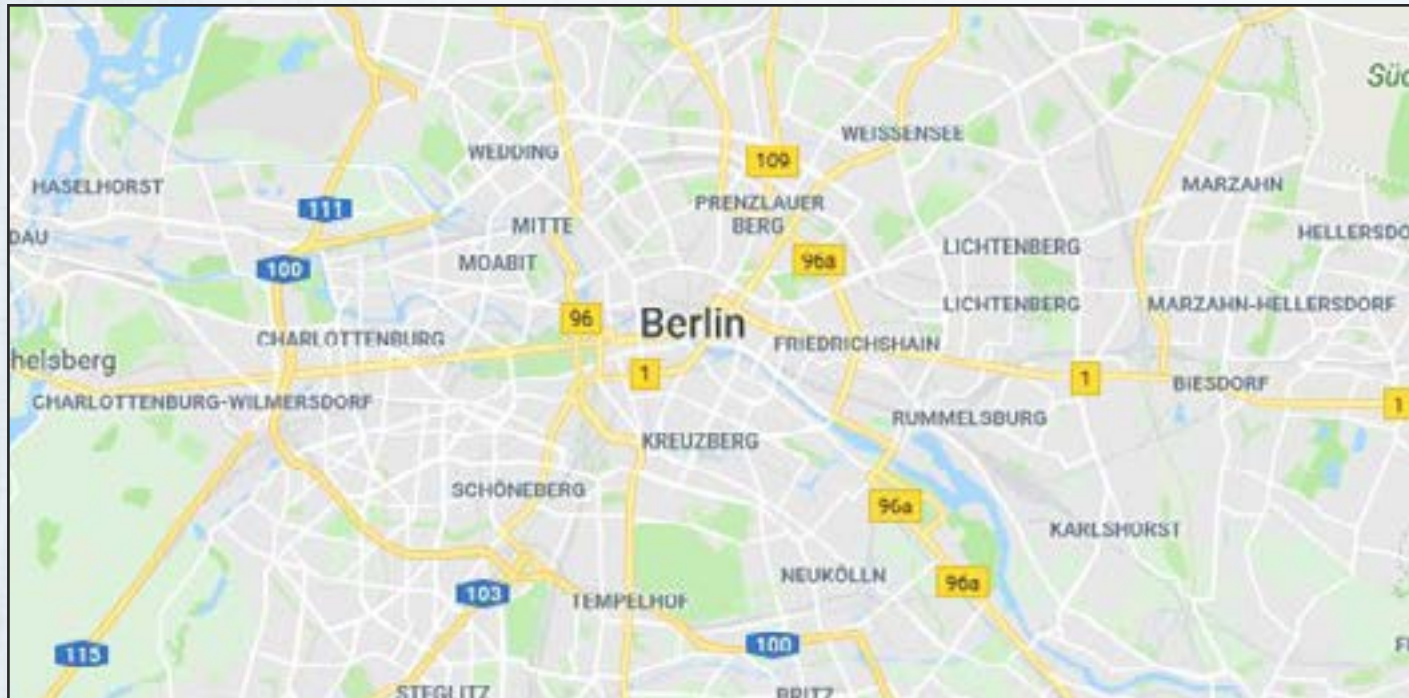 Süd
WEISSENSEE
WEDDING
109
MARZAHN
HASELHORST
PRENZLAUER
BERG
111
MITTE
HELLERSDO
DAU
LICHTENBERG
MOABIT
96a
100
LICHTENBERG
MARZAHN-HELLERSDORF
96
Berlin
CHARLOTTENBURG
FRIEDRICHSHAIN
helsberg
1
1
BIESDORF
CHARLOTTENBURG-WILMERSDORF
1
RUMMELSBURG
KREUZBERG
SCHÖNEBERG
96a
KARLSHORST
NEUKÖLLN
96a
103
TEMPELHOF
100
115
STEGLITZ
BRITZ